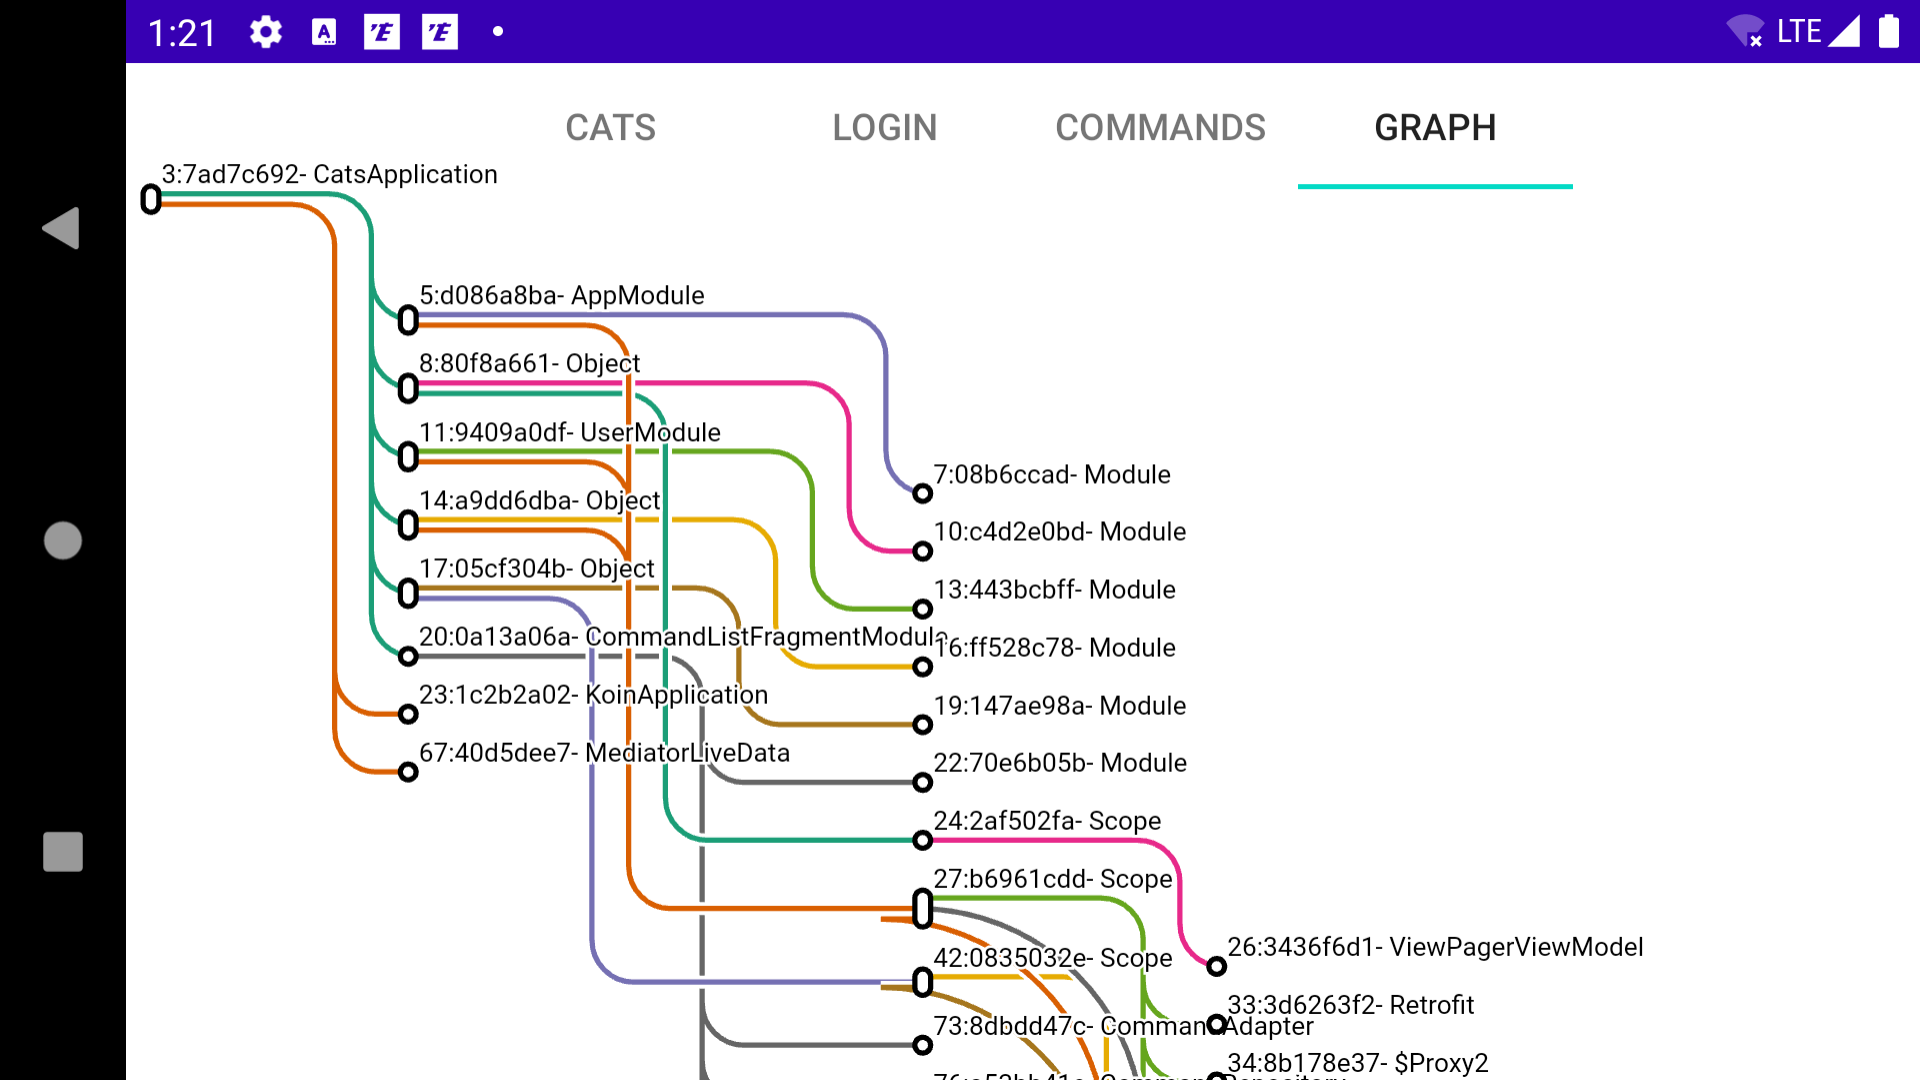 1:21
LTE
CATS
LOGIN
COMMANDS
GRAPH
3:7ad7c692- CatsApplication
5:d086a8ba- AppModule
8:80f8a661- Object
11:9409a0df- UserModule
14:a9dd6dba- Object
17:05cf304b- Object
20:0a13a06a- CommandListFragmentModule
23:1c2b2a02- KoinApplication
67:40d5dee7- MediatorLiveData
7:08b6ccad- Module
10:c4d2e0bd- Module
13:443bcbff- Module
16:ff528c78- Module
19:147ae98a- Module
22:70e6b05b- Module
24:2af502fa- Scope
27:b6961cdd- Scope
42:0835032e- Scope
73:8dbdd47c- CommandAdapter
26:3436f6d1- ViewPagerViewModel
33:3d6263f2- Retrofit
34:8b178e37- $Proxy2